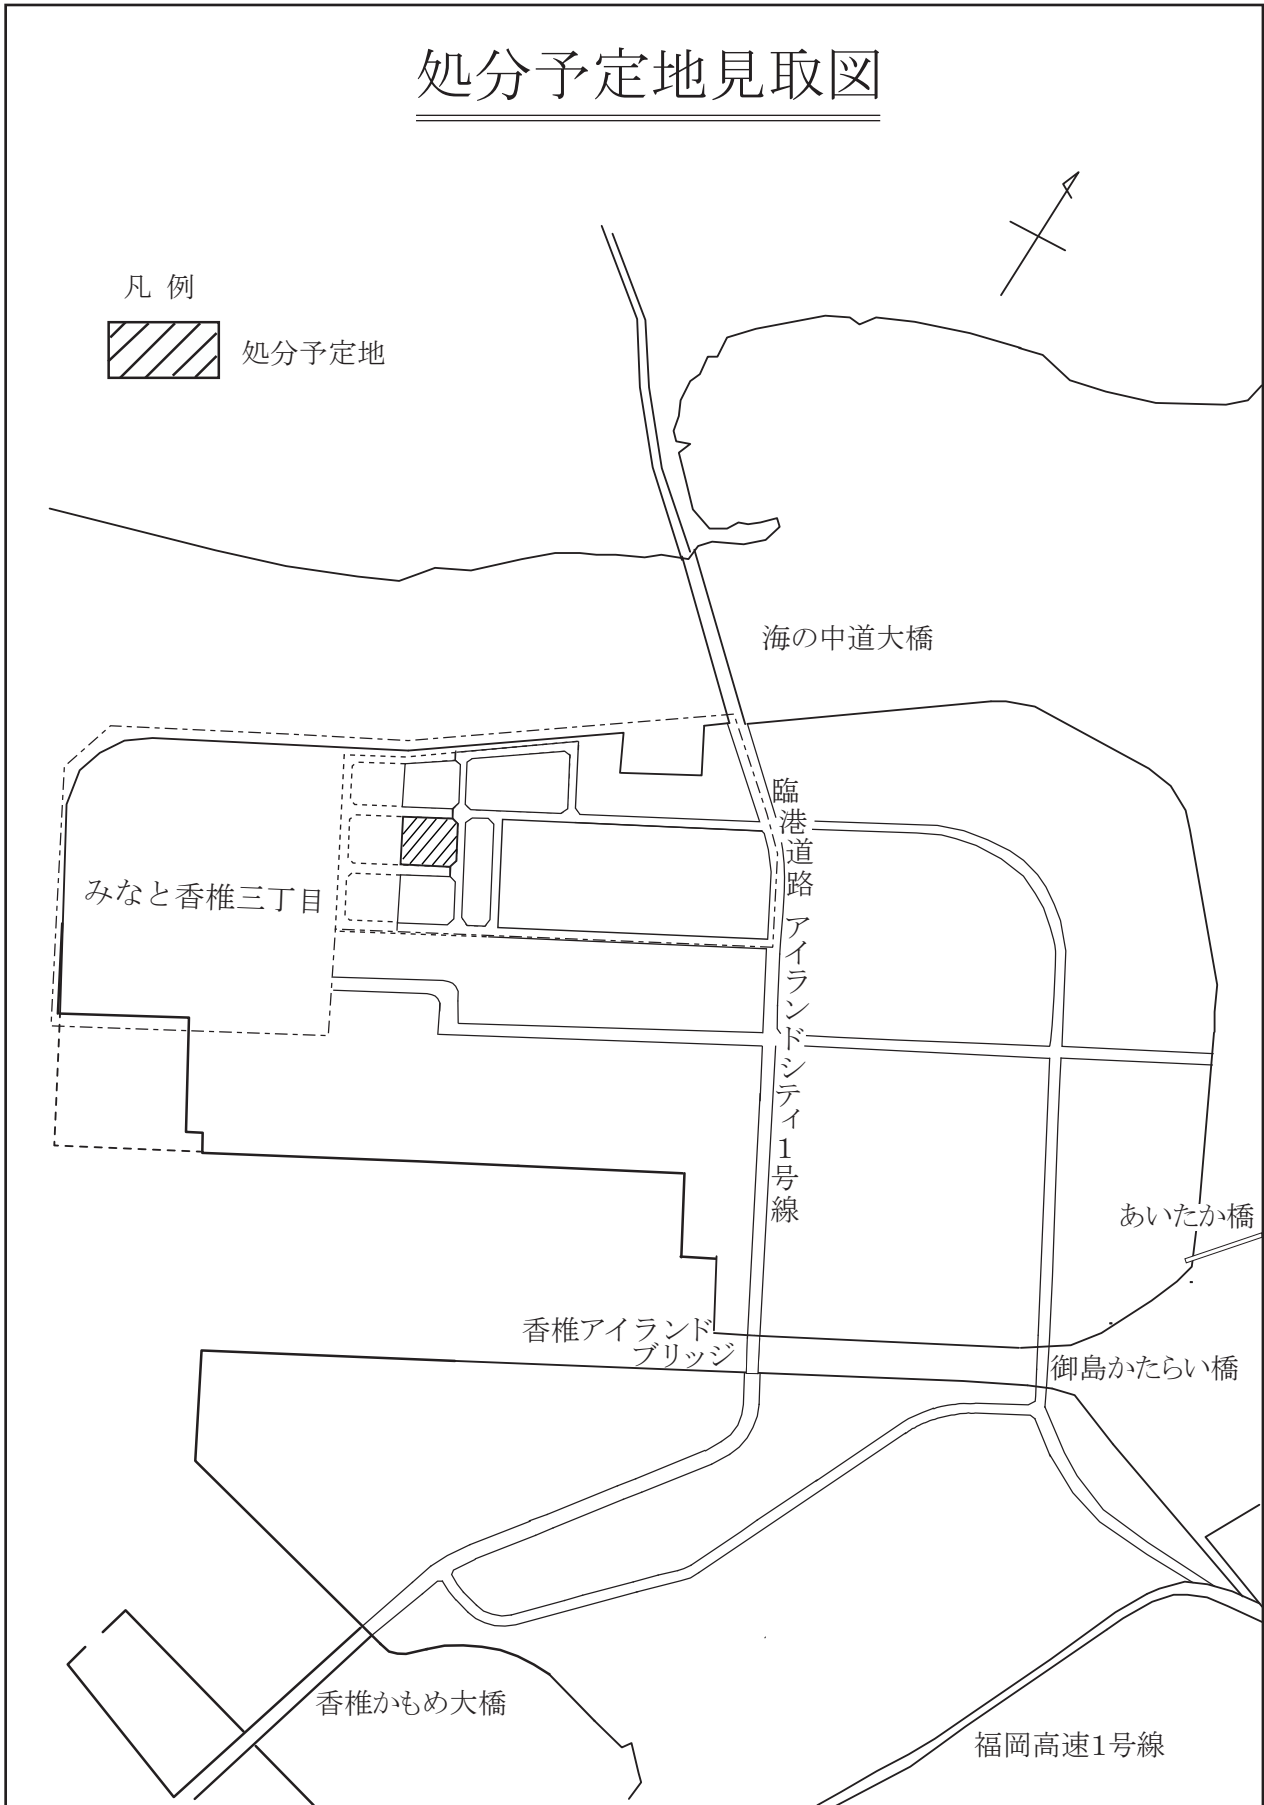 処分予定地見取図
凡 例
処分予定地
海の中道大橋
臨港道路 アイランドシティ1号線
みなと香椎三丁目
あいたか橋
香椎アイランド
ブリッジ
御島かたらい橋
香椎かもめ大橋
福岡高速1号線